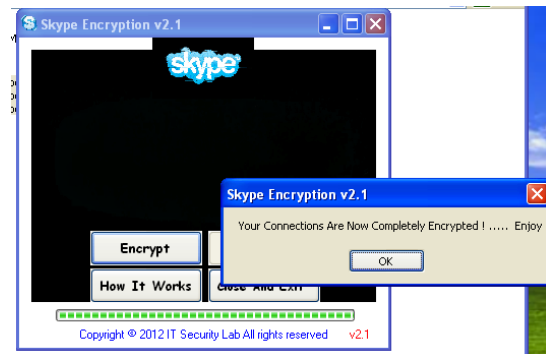 Skype Encryption v2.1
skype
Skype Encryption v2.1
Your Connections Are Now Completely Encrypted ! ..... Enjoy
OK
Encrypt
How It Works
Close And Exit
Copyright © 2012 IT Security Lab All rights reserved v2.1